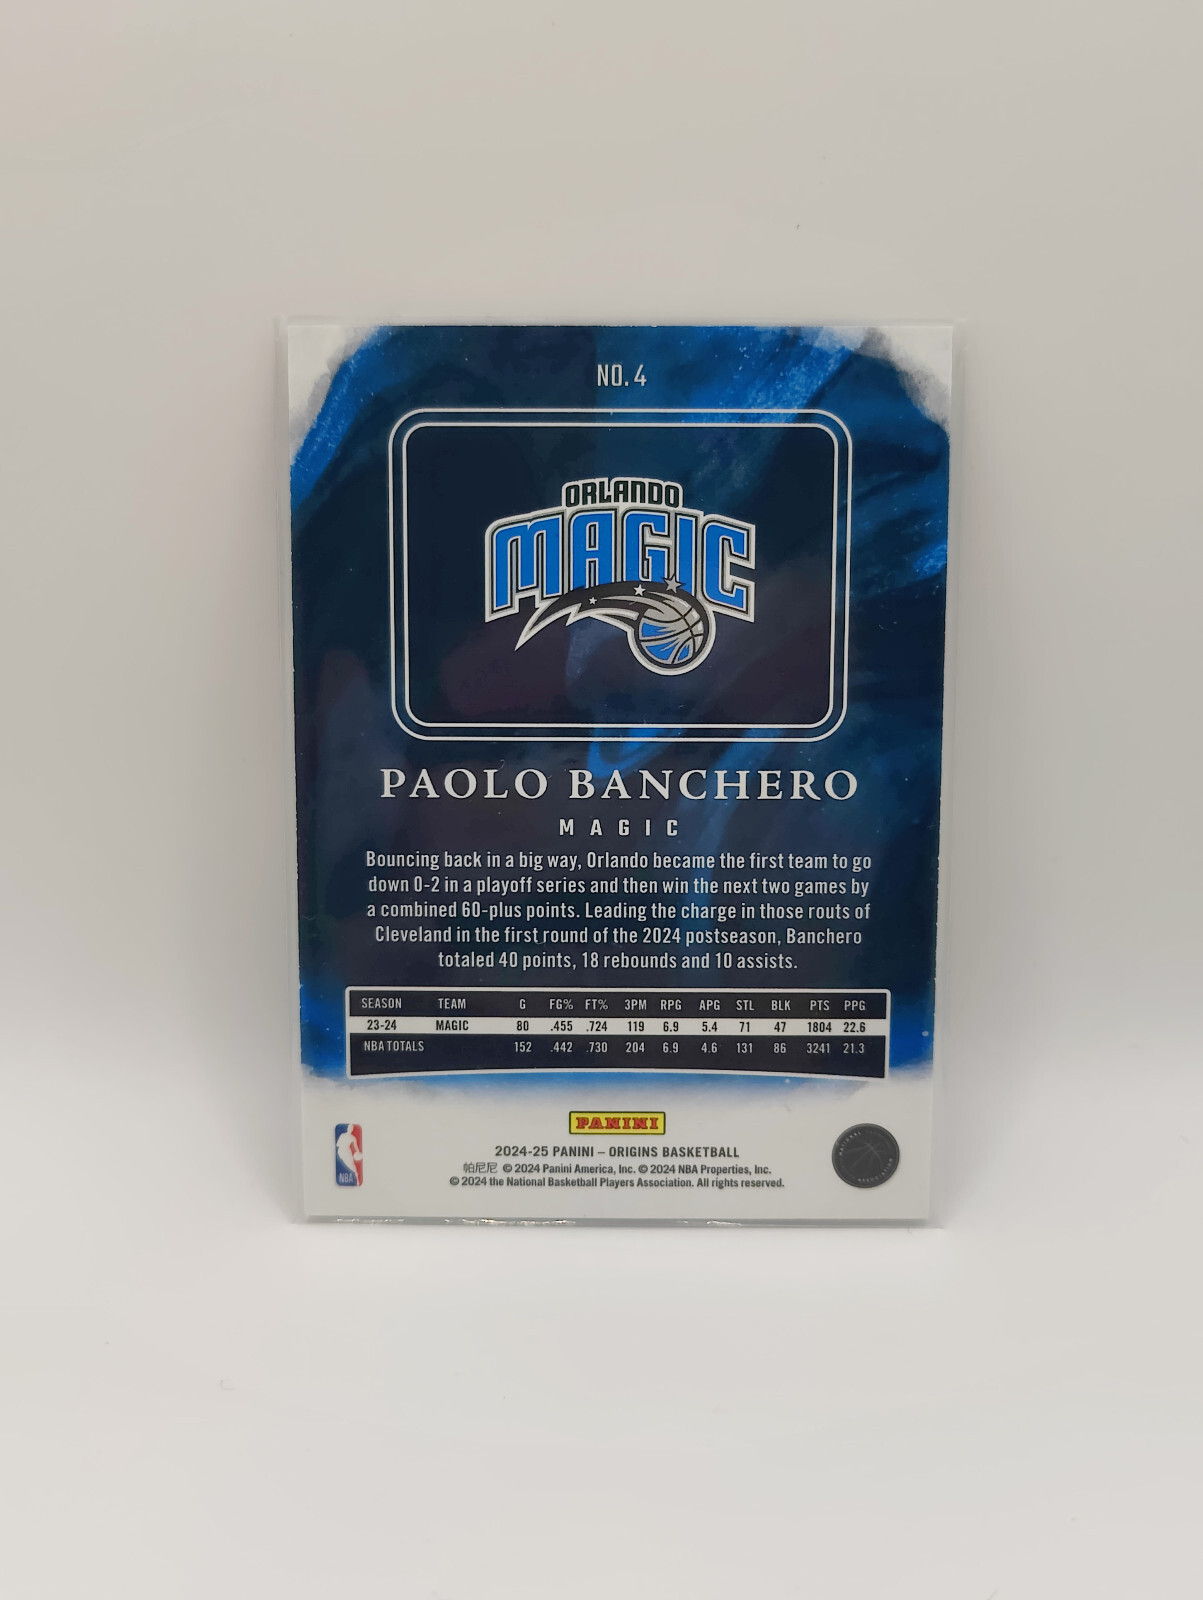 NO. 4
ORLANDO
MAGIC
PAOLO BANCHERO
MAGIC
Bouncing back in a big way, Orlando became the first team to go
down 0-2 in a playoff series and then win the next two games by
a combined 60-plus points. Leading the charge in those routs of
Cleveland in the first round of the 2024 postseason, Banchero
totaled 40 points, 18 rebounds and 10 assists.
SEASON TEAM G FG% FT% 3PM RPG APG STL BLK PTS PPG
23-24 MAGIC 80 .455 .724 119 6.9 5.4 71 47 1804 22.6
NBA TOTALS 152 .442 .730 204 6.9 4.6 131 86 3241 21.3
PANINI
2024-25 PANINI – ORIGINS BASKETBALL
帕尼尼 © 2024 Panini America, Inc. © 2024 NBA Properties, Inc.
© 2024 the National Basketball Players Association. All rights reserved.
NBA
NATIONAL
ASSOCIATION